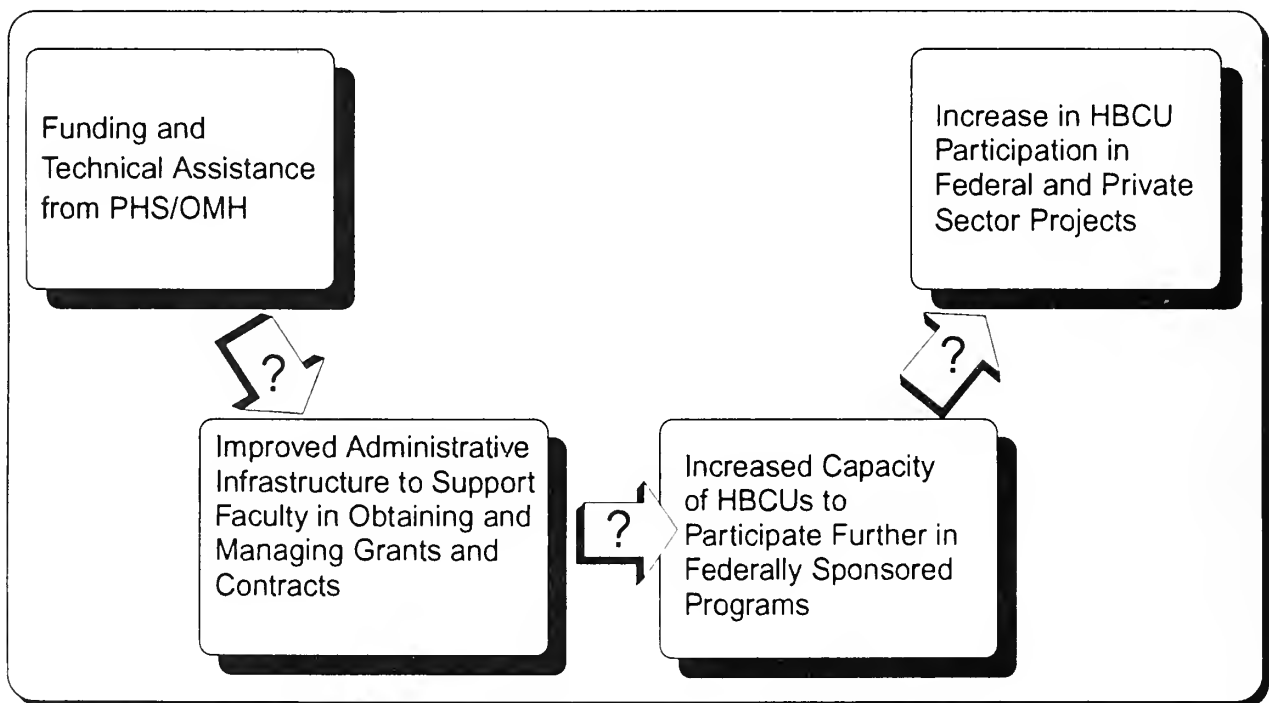 Funding and
Technical Assistance
from PHS/OMH
?
Improved Administrative
Infrastructure to Support
Faculty in Obtaining and
Managing Grants and
Contracts
?
Increased Capacity
of HBCUs to
Participate Further in
Federally Sponsored
Programs
?
Increase in HBCU
Participation in
Federal and Private
Sector Projects